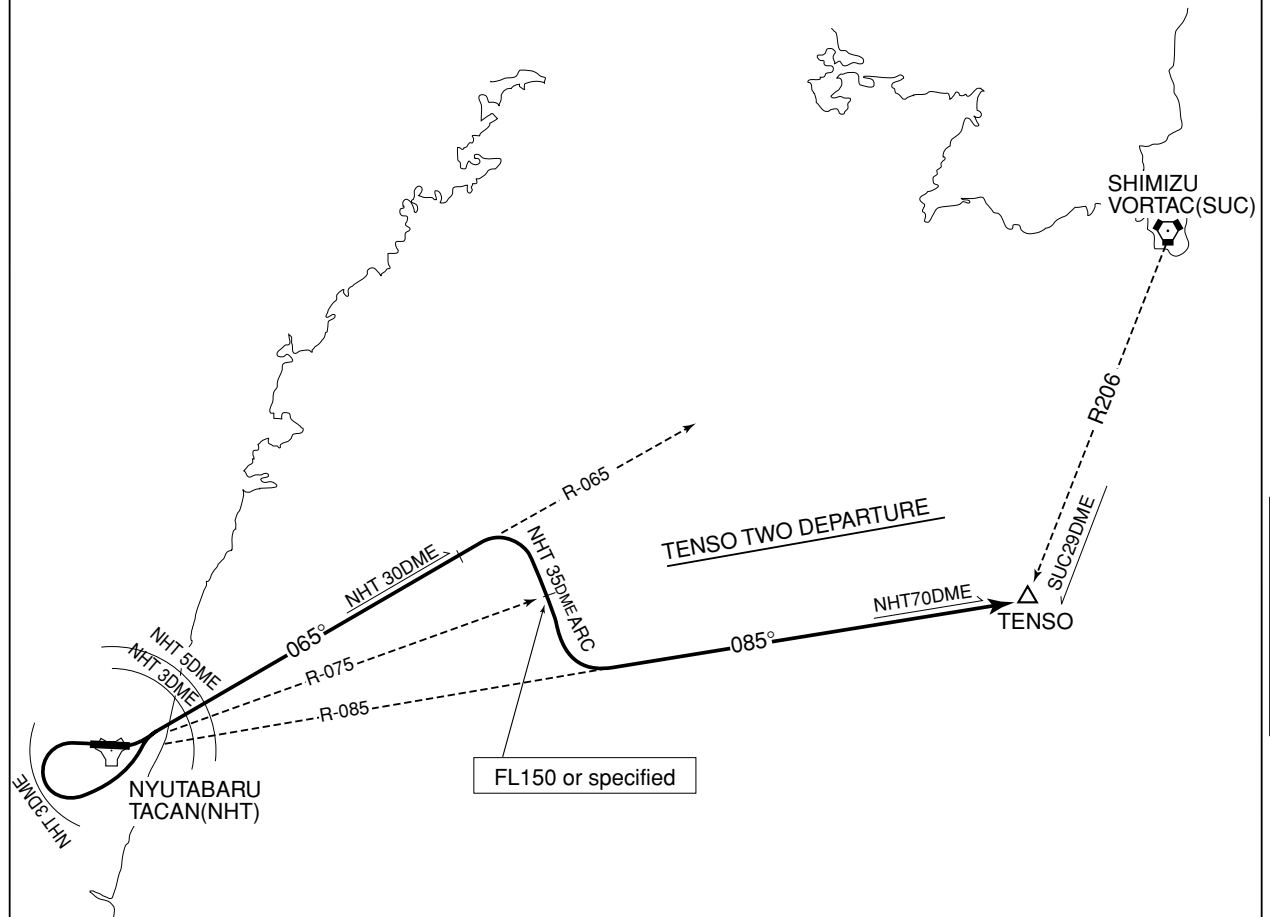 SHIMIZU
VORTAC(SUC)
R206
SUC29DME
TENSO
R-065
TENSO TWO DEPARTURE
NHT 30DME
NHT 35DME ARC
NHT70DME
065°
085°
R-075
R-085
NHT 5DME
NHT 3DME
FL150 or specified
NYUTABARU
TACAN(NHT)
NHT 3DME